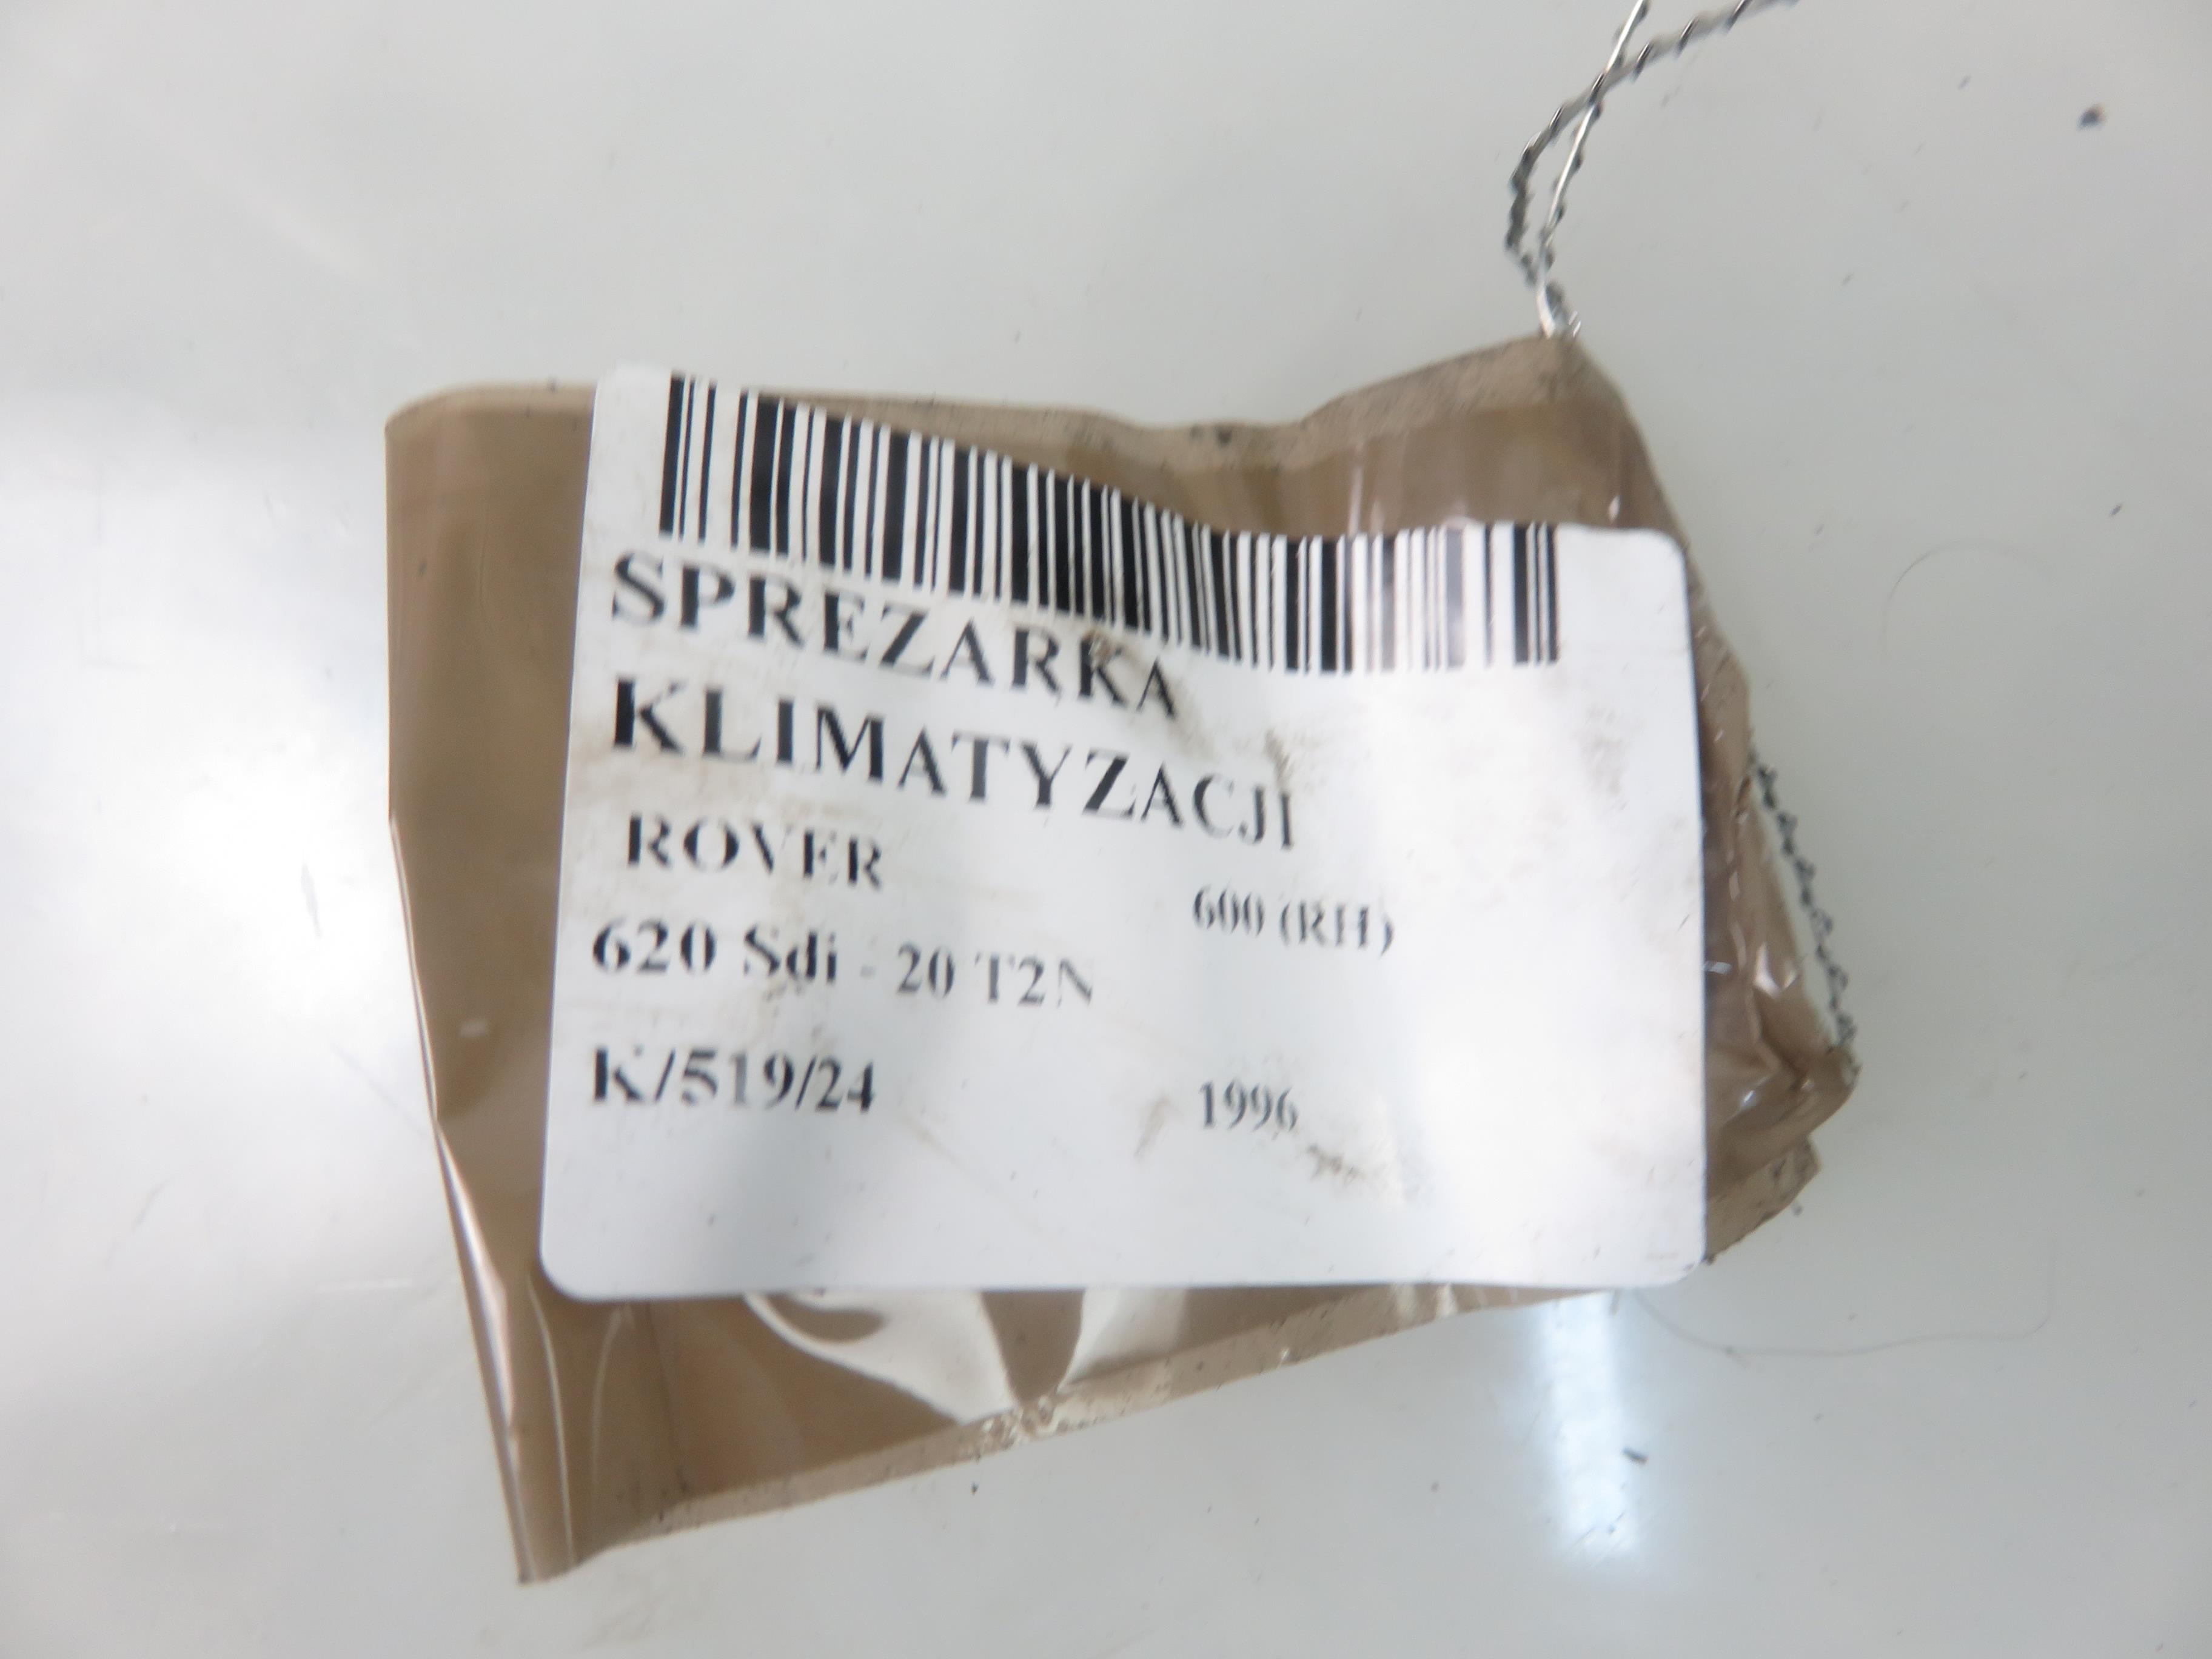 SPREZARKA
KLIMATYZACJI
ROVER
600 (RH)
620 Sdi - 20 T2N
K/519/24
1996